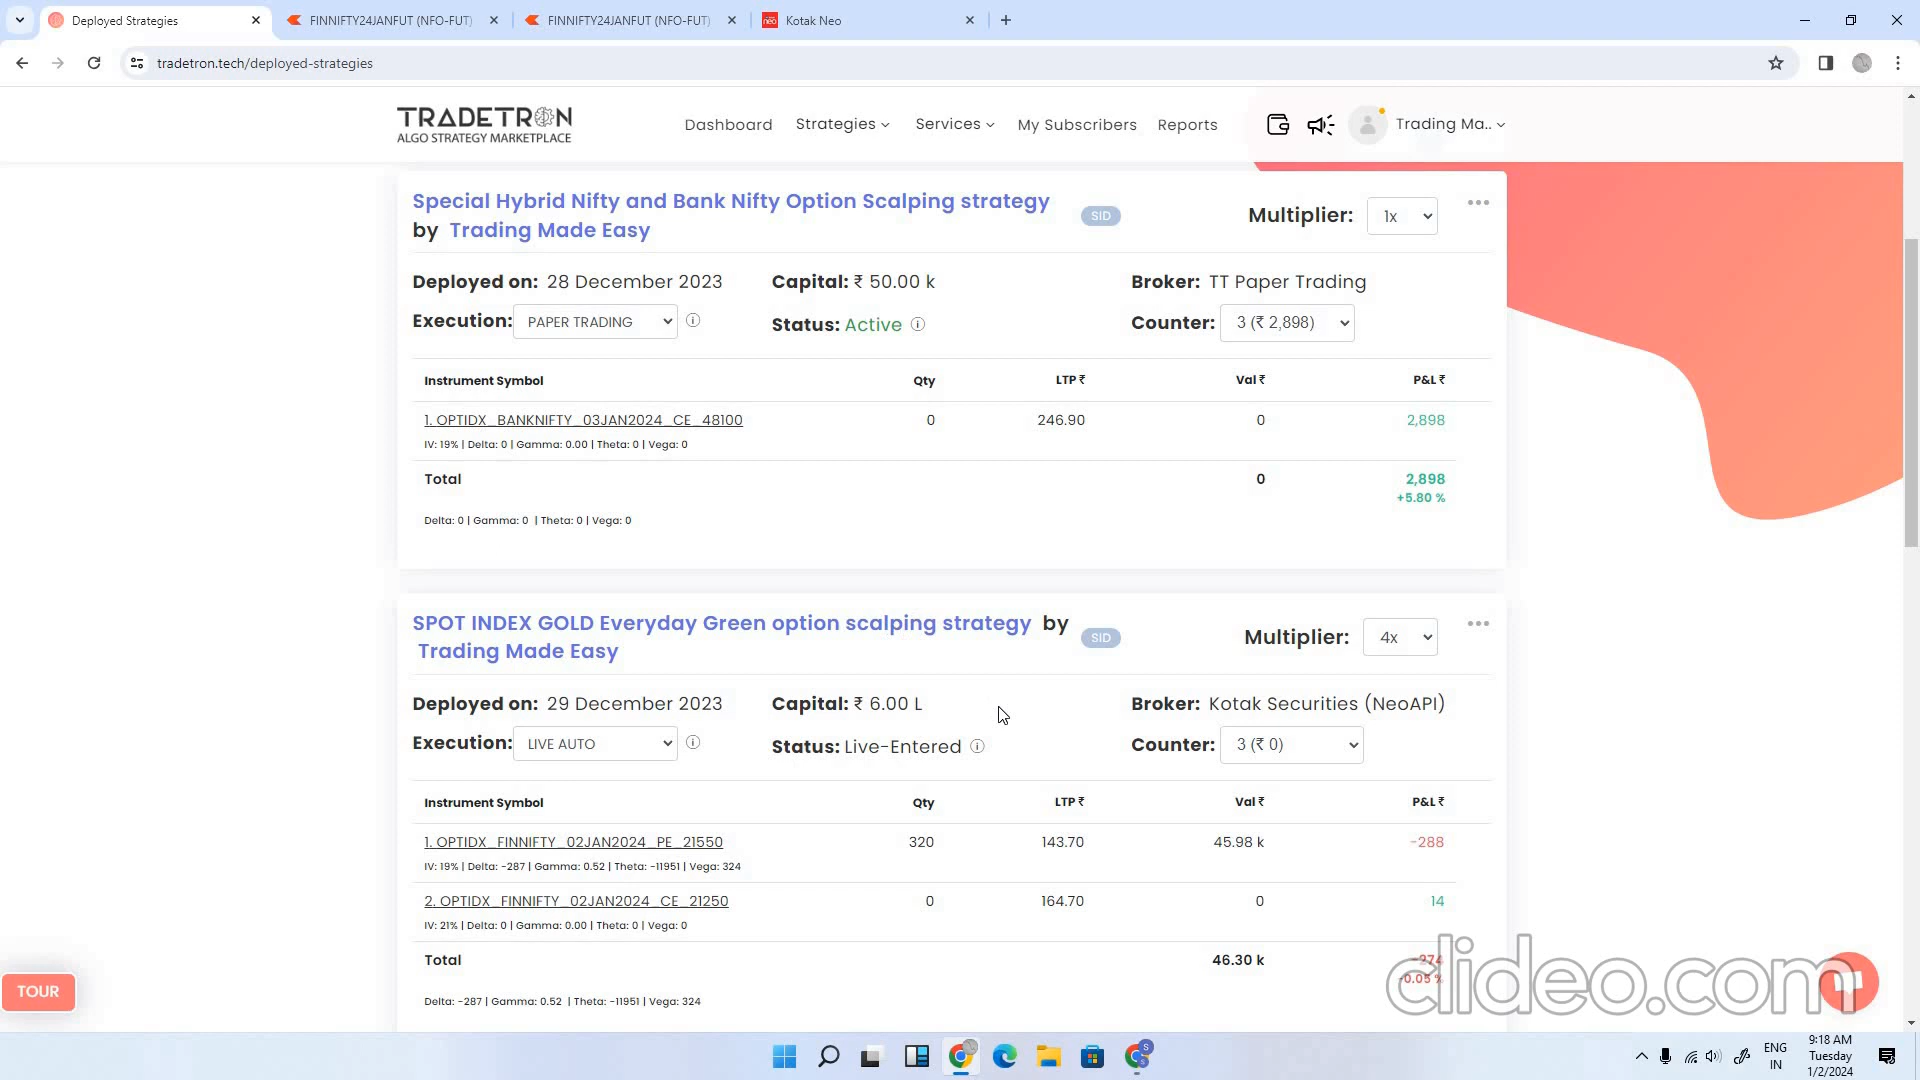 Deployed Strategies
FINNIFTY24JANFUT (NFO-FUT)
FINNIFTY24JANFUT (NFO-FUT)
neo
Kotak Neo
tradetron.tech/deployed-strategies
TRADETRON
ALGO STRATEGY MARKETPLACE
Dashboard
Strategies
Services
My Subscribers
Reports
Trading Ma..
Special Hybrid Nifty and Bank Nifty Option Scalping strategy
by Trading Made Easy
SID
Multiplier: 1x
Deployed on: 28 December 2023
Capital: ₹ 50.00 k
Broker: TT Paper Trading
Execution: PAPER TRADING
Status: Active
Counter: 3 (₹ 2,898)
Instrument Symbol Qty LTP ₹ Val ₹ P&L ₹
1. OPTIDX_BANKNIFTY_03JAN2024_CE_48100 0 246.90 0 2,898
IV: 19% | Delta: 0 | Gamma: 0.00 | Theta: 0 | Vega: 0
Total 0 2,898
+5.80 %
Delta: 0 | Gamma: 0 | Theta: 0 | Vega: 0
SPOT INDEX GOLD Everyday Green option scalping strategy by
Trading Made Easy
SID
Multiplier: 4x
Deployed on: 29 December 2023
Capital: ₹ 6.00 L
Broker: Kotak Securities (NeoAPI)
Execution: LIVE AUTO
Status: Live-Entered
Counter: 3 (₹ 0)
Instrument Symbol Qty LTP ₹ Val ₹ P&L ₹
1. OPTIDX_FINNIFTY_02JAN2024_PE_21550 320 143.70 45.98 k -288
IV: 19% | Delta: -287 | Gamma: 0.52 | Theta: -11951 | Vega: 324
2. OPTIDX_FINNIFTY_02JAN2024_CE_21250 0 164.70 0 14
IV: 21% | Delta: 0 | Gamma: 0.00 | Theta: 0 | Vega: 0
Total 46.30 k -274
-0.05 %
Delta: -287 | Gamma: 0.52 | Theta: -11951 | Vega: 324
TOUR
clideo.com
S
ENG
IN
9:18 AM
Tuesday
1/2/2024